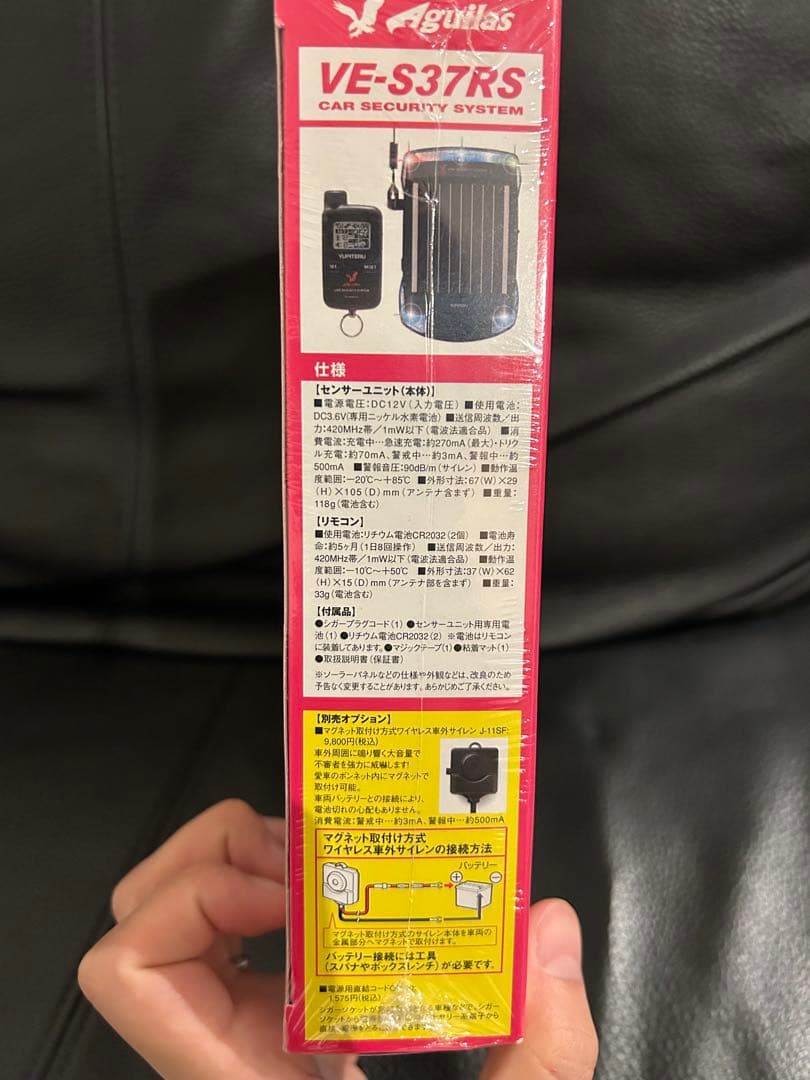 Aguilas
VE-S37RS
CAR SECURITY SYSTEM
YUPITERU
仕様
【センサーユニット(本体)】
■電源電圧:DC12V(入力電圧) ■使用電池:
DC3.6V(専用ニッケル水素電池) ■送信周波数/出
力:420MHz帯/1mW以下(電波法適合品) ■消
費電流:充電中…急速充電:約270mA(最大)・トリク
ル充電:約70mA、警戒中…約3mA、警報中…約
500mA ■警報音圧:90dB/m(サイレン) ■動作温
度範囲:-20℃~+85℃ ■外形寸法:67(W)×29
(H)×105(D)mm(アンテナ含まず) ■重量:
118g(電池含む)
【リモコン】
■使用電池:リチウム電池CR2032(2個) ■電池寿
命:約5ヶ月(1日8回操作) ■送信周波数/出力:
420MHz帯/1mW以下(電波法適合品) ■動作温
度範囲:-10℃~+50℃ ■外形寸法:37(W)×62
(H)×15(D)mm(アンテナ部を含まず) ■重量:
33g(電池含む)
【付属品】
●シガープラグコード(1) ●センサーユニット用専用電
池(1) ●リチウム電池CR2032(2) ※電池はリモコン
に装着してあります。●マジックテープ(1) ●粘着マット(1)
●取扱説明書(保証書)
※ソーラーパネルなどの仕様や外観などは、改良のため
予告なく変更することがあります。あらかじめご了承ください。
【別売オプション】
■マグネット取付け方式ワイヤレス車外サイレン J-11SF:
9,800円(税込)
車外周囲に鳴り響く大音量で
不審者を強力に威嚇します!
愛車のボンネット内にマグネットで
取付け可能。
車両バッテリーとの接続により、
電池切れの心配もありません。
消費電流:警戒中…約3mA、警報中…約500mA
マグネット取付け方式
ワイヤレス車外サイレンの接続方法
バッテリー
+ -
マグネット取付け方式のサイレン本体を車両の
金属部分へマグネットで取付けます。
バッテリー接続には工具
(スパナやボックスレンチ)が必要です。
■電源用直結コード
1,575円(税込)
シガーソケットが
ソケットから
直接、電源をと